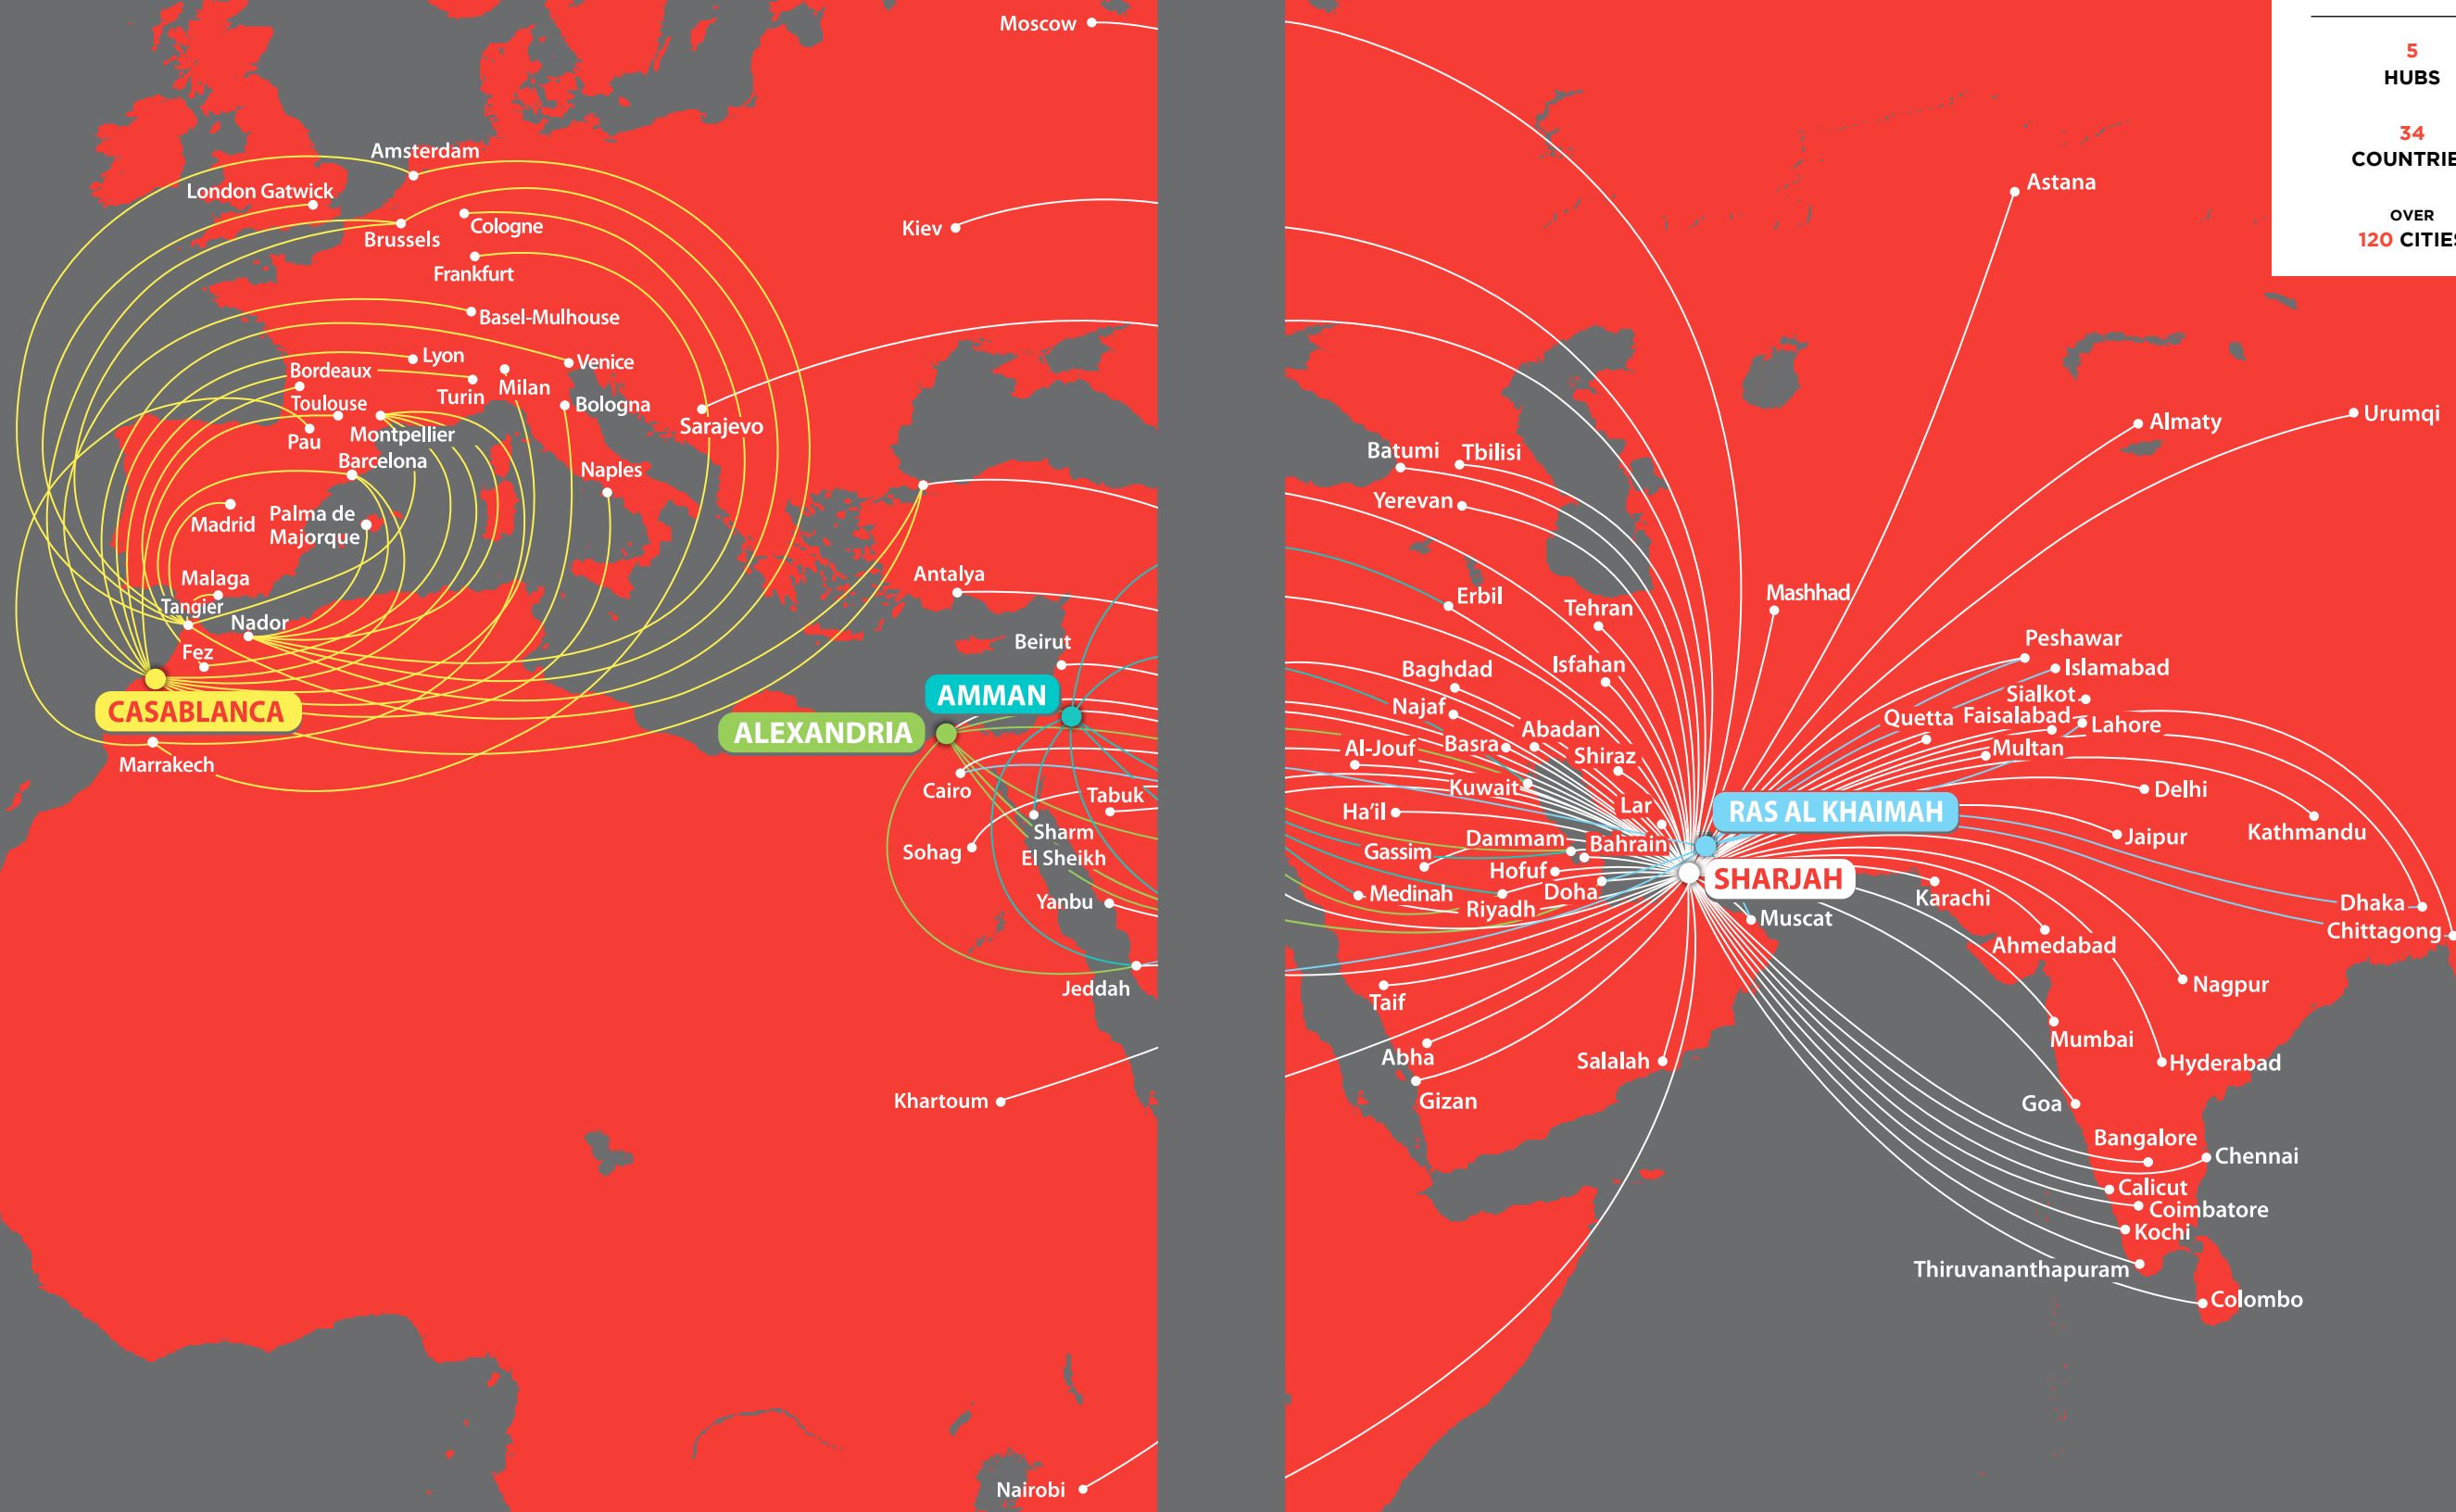 Moscow
5
HUBS
34
COUNTRIE
OVER
120 CITIES
Amsterdam
London Gatwick
Brussels
Cologne
Frankfurt
Kiev
Astana
Basel-Mulhouse
Lyon
Venice
Bordeaux
Turin
Milan
Toulouse
Bologna
Pau
Montpellier
Sarajevo
Barcelona
Naples
Madrid
Palma de
Majorque
Malaga
Tangier
Nador
Fez
CASABLANCA
Marrakech
Antalya
Beirut
AMMAN
ALEXANDRIA
Cairo
Tabuk
Sharm
El Sheikh
Sohag
Yanbu
Jeddah
Khartoum
Nairobi
Batumi
Tbilisi
Yerevan
Almaty
Urumqi
Erbil
Tehran
Mashhad
Baghdad
Isfahan
Najaf
Abadan
Al-Jouf
Basra
Shiraz
Kuwait
Lar
Ha’il
Dammam
Bahrain
Gassim
Hofuf
Medinah
Riyadh
Doha
Peshawar
Islamabad
Sialkot
Quetta
Faisalabad
Lahore
Multan
Delhi
RAS AL KHAIMAH
Jaipur
Kathmandu
SHARJAH
Karachi
Dhaka
Muscat
Chittagong
Ahmedabad
Nagpur
Taif
Mumbai
Abha
Salalah
Hyderabad
Gizan
Goa
Bangalore
Chennai
Calicut
Coimbatore
Kochi
Thiruvananthapuram
Colombo